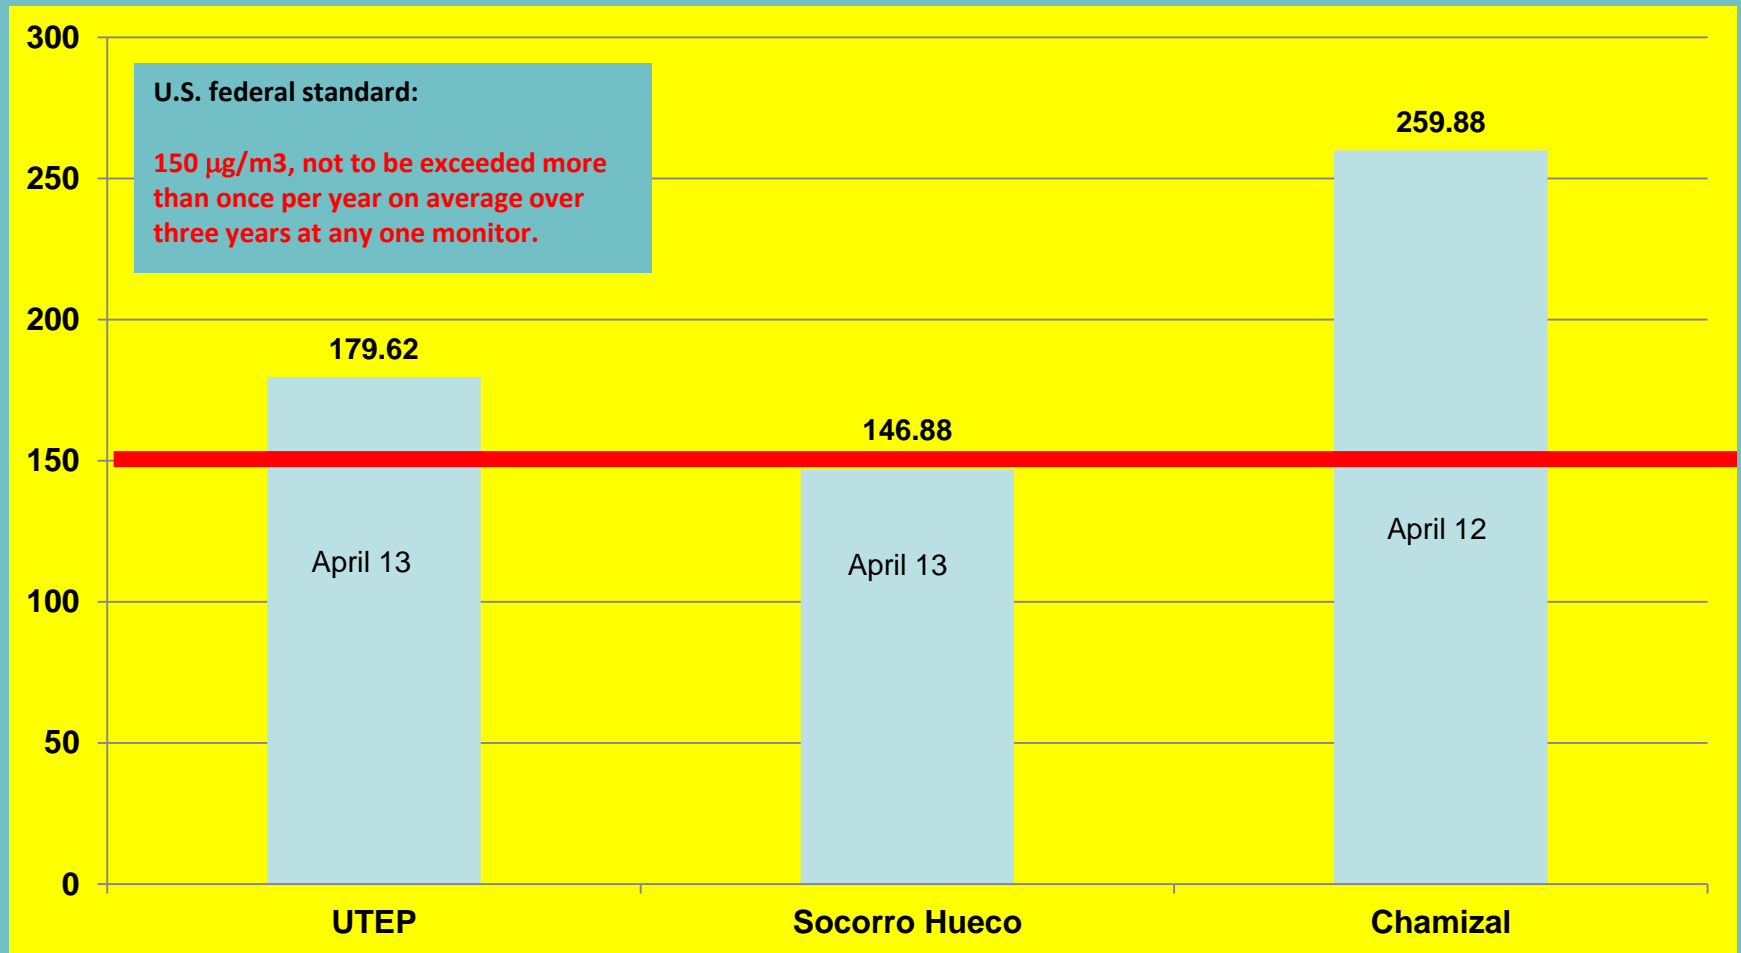 300
U.S. federal standard:
150 μg/m3, not to be exceeded more
than once per year on average over
three years at any one monitor.
259.88
250
200
179.62
146.88
150
April 13
April 13
April 12
100
50
0
UTEP
Socorro Hueco
Chamizal